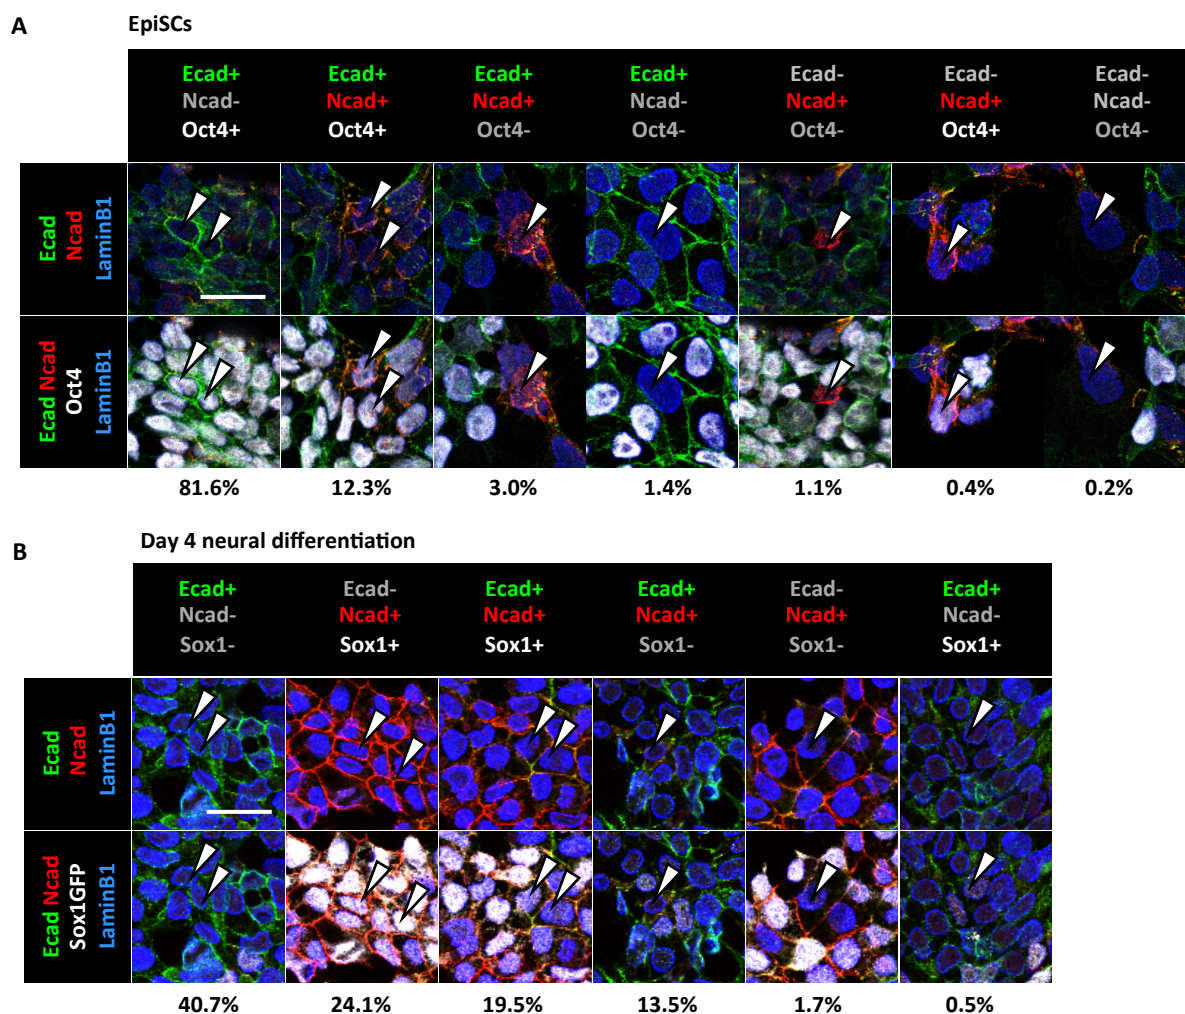 A
EpiSCs
Ecad+ Ecad+ Ecad+ Ecad+ Ecad- Ecad- Ecad-
Ncad- Ncad+ Ncad+ Ncad- Ncad+ Ncad+ Ncad-
Oct4+ Oct4+ Oct4- Oct4- Oct4- Oct4+ Oct4-
Ecad
Ncad
LaminB1
Ecad Ncad
Oct4
LaminB1
81.6% 12.3% 3.0% 1.4% 1.1% 0.4% 0.2%
B
Day 4 neural differentiation
Ecad+ Ecad- Ecad+ Ecad+ Ecad- Ecad+
Ncad- Ncad+ Ncad+ Ncad+ Ncad+ Ncad-
Sox1- Sox1+ Sox1+ Sox1- Sox1- Sox1+
Ecad
Ncad
LaminB1
Ecad Ncad
Sox1GFP
LaminB1
40.7% 24.1% 19.5% 13.5% 1.7% 0.5%